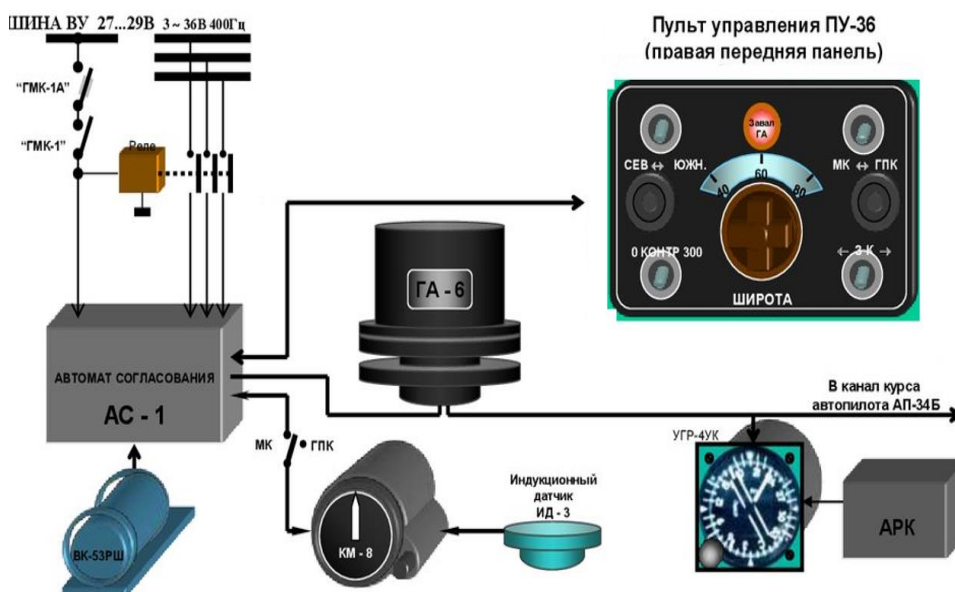 ШИНА ВУ 27...29В 3 ~ 36В 400Гц
“ГМК-1А”
“ГМК-1”
Реле
Пульт управления ПУ-36
(правая передняя панель)
Завал
ГА
СЕВ ↔ ЮЖН.
МК ↔ ГПК
40 60 80
0 КОНТР 300
← З К →
ШИРОТА
ГА - 6
АВТОМАТ СОГЛАСОВАНИЯ
АС - 1
МК
ГПК
ВК-53РШ
КМ - 8
Индукционный
датчик
ИД - 3
В канал курса
автопилота АП-34Б
УГР-4УК
АРК